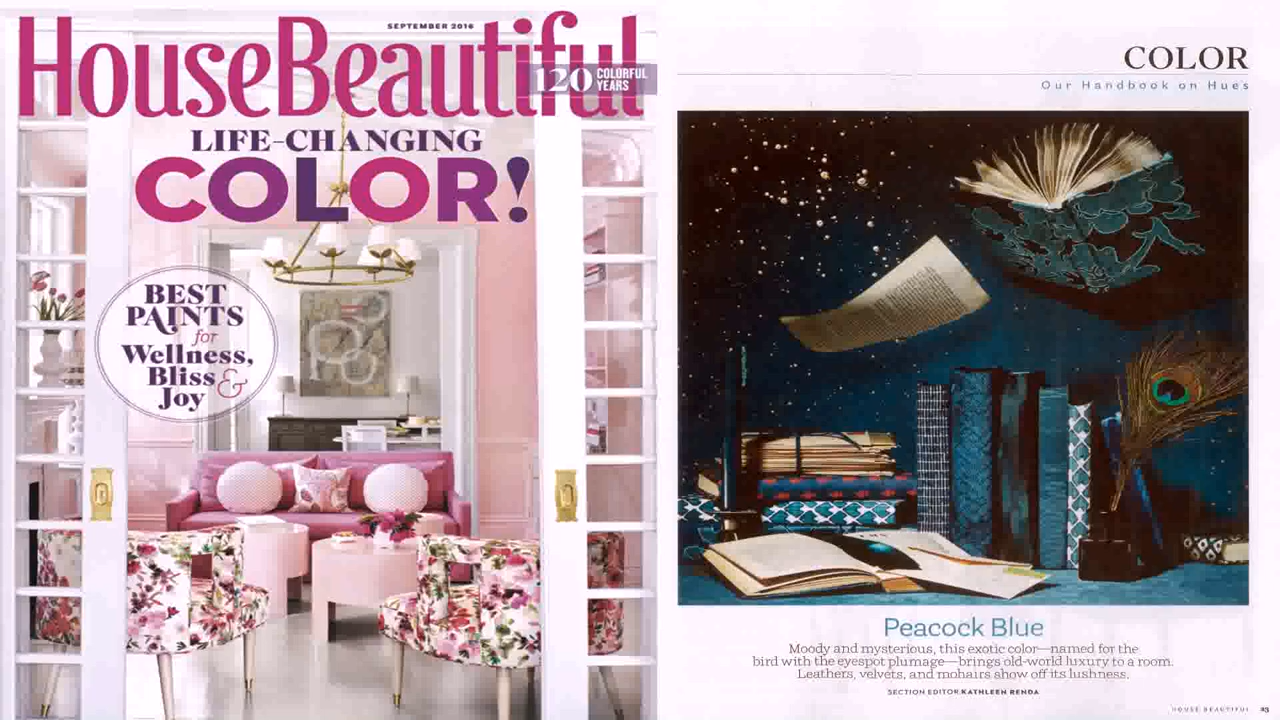 SEPTEMBER 2016
HouseBeautiful
120 COLORFUL
YEARS
LIFE-CHANGING
COLOR!
BEST
PAINTS
for
Wellness,
Bliss &
Joy
COLOR
Our Handbook on Hues
Peacock Blue
Moody and mysterious, this exotic color—named for the
bird with the eyespot plumage—brings old-world luxury to a room.
Leathers, velvets, and mohairs show off its lushness.
SECTION EDITOR KATHLEEN RENDA
HOUSE BEAUTIFUL 23